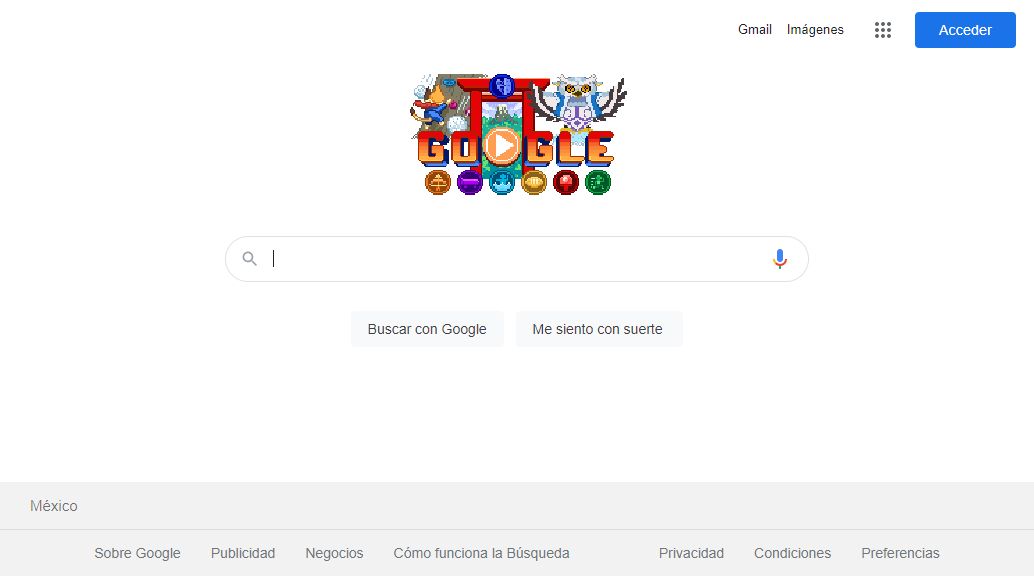 Gmail Imágenes Acceder
GOOGLE
Buscar con Google Me siento con suerte
México
Sobre Google Publicidad Negocios Cómo funciona la Búsqueda Privacidad Condiciones Preferencias